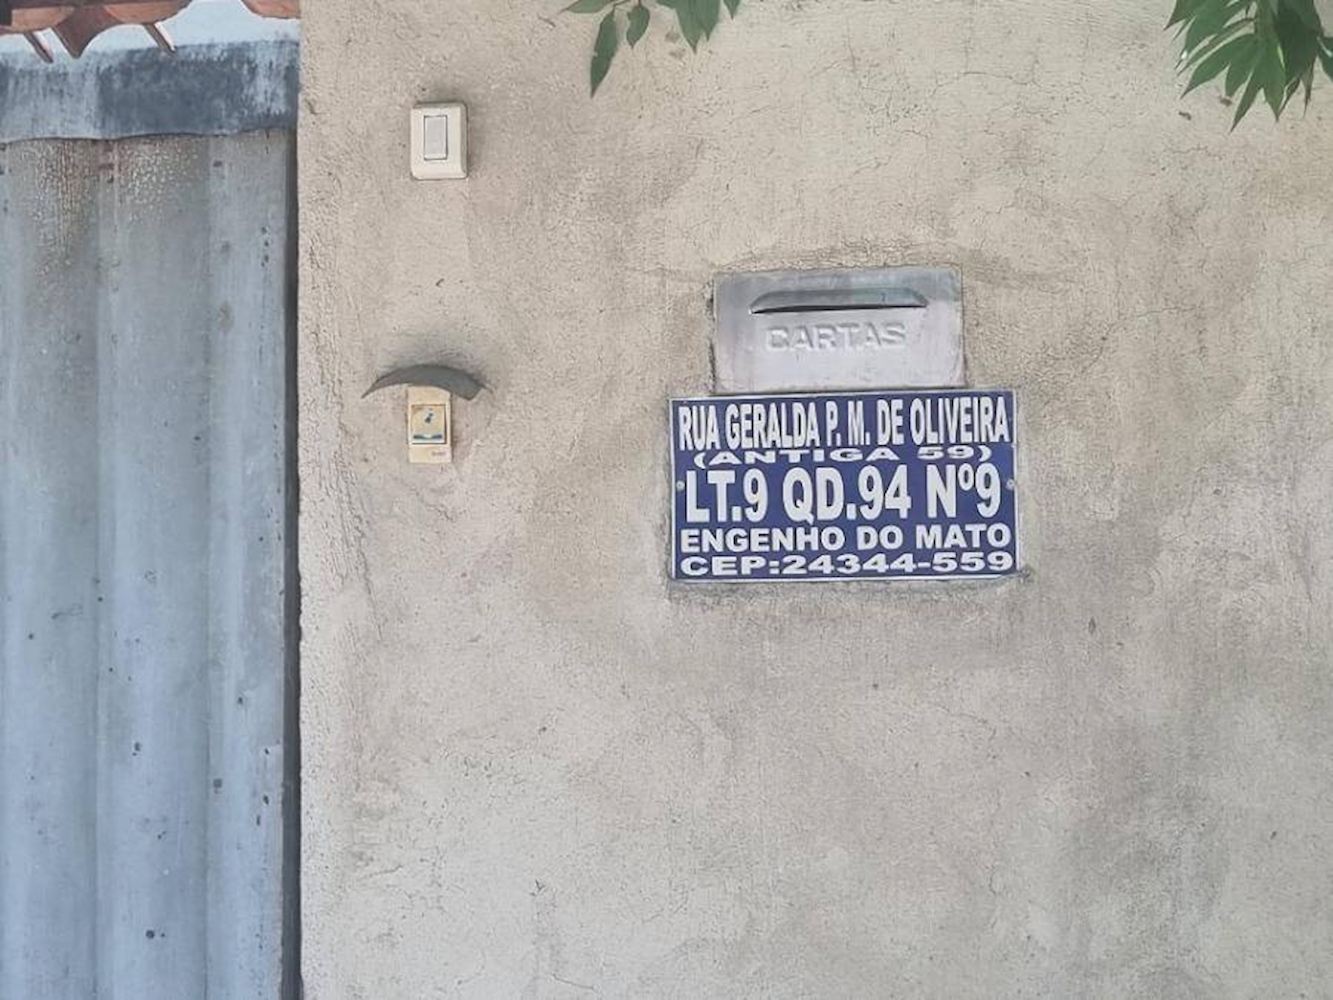 CARTAS
RUA GERALDA P. M. DE OLIVEIRA
(ANTIGA 59)
LT.9 QD.94 Nº9
ENGENHO DO MATO
CEP:24344-559